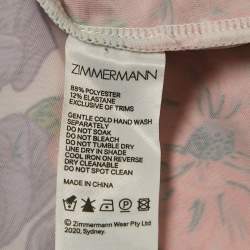 ZIMMERMANN
88% POLYESTER
12% ELASTANE
EXCLUSIVE OF TRIMS
GENTLE COLD HAND WASH
SEPARATELY
DO NOT SOAK
DO NOT BLEACH
DO NOT TUMBLE DRY
LINE DRY IN SHADE
COOL IRON ON REVERSE
DRY CLEANABLE
DO NOT SPOT CLEAN
MADE IN CHINA
© Zimmermann Wear Pty Ltd
2020, Sydney.